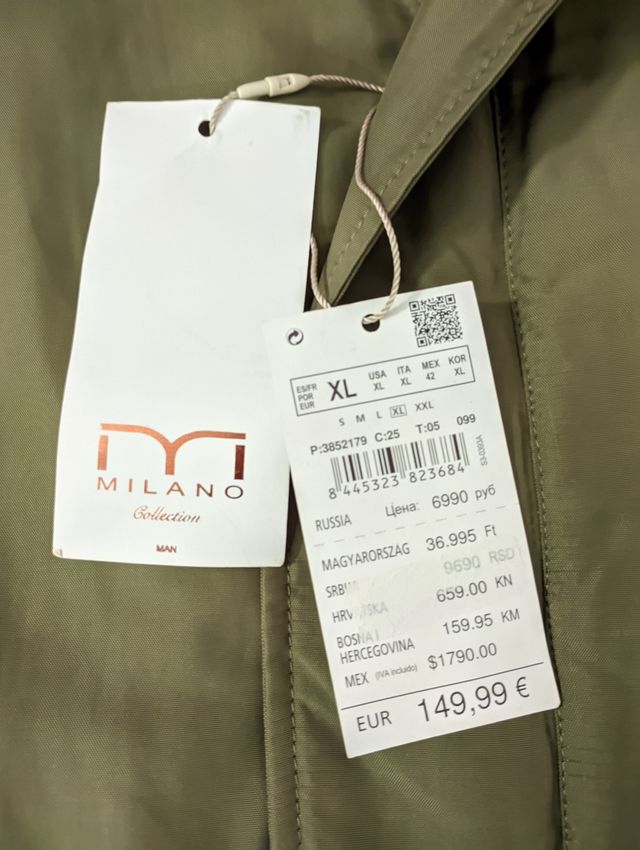 MILANO
Collection
MAN
ES/FR POR EUR XL USA XL ITA XL MEX 42 KOR XL
S M L XL XXL
P:3852179 C:25 T:05 099
8 445323 823684
S3-0393A
RUSSIA Цена: 6990 руб
MAGYARORSZAG 36.995 Ft
9690 RSD
659.00 KN
BOSNA I
HERCEGOVINA 159.95 KM
MEX (IVA incluido) $1790.00
EUR 149,99 €